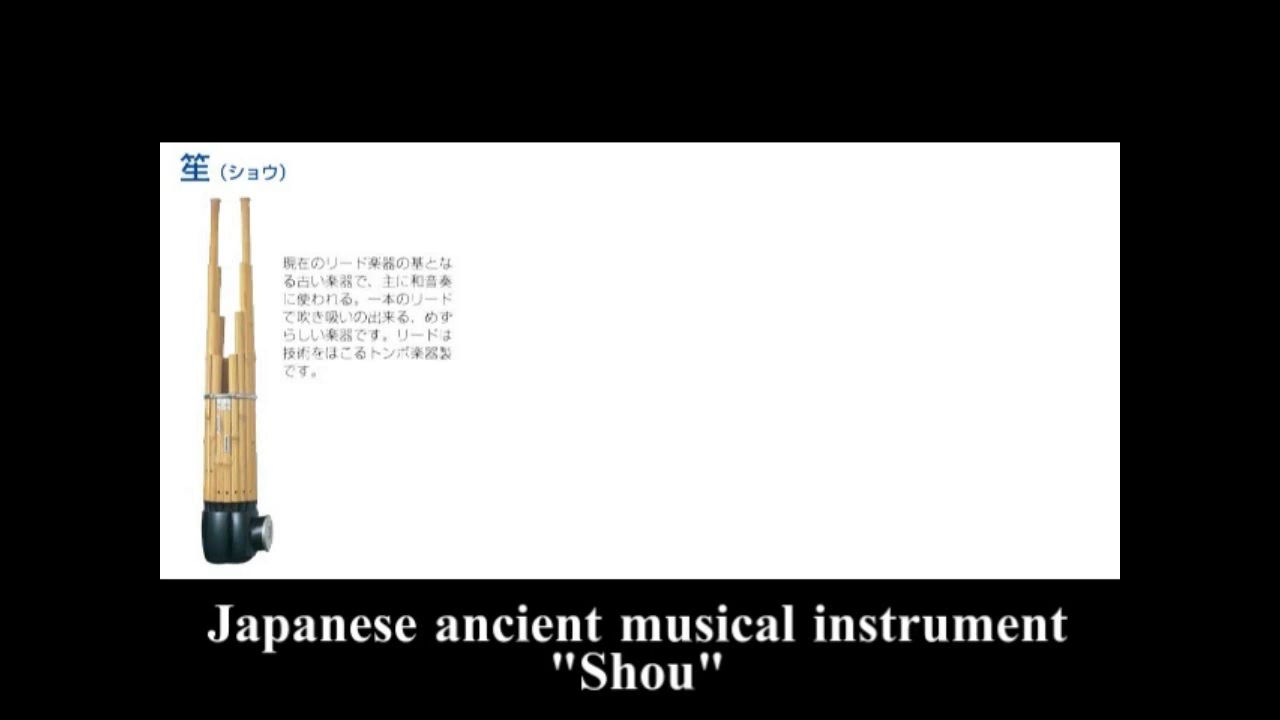 笙（ショウ）
現在のリード楽器の基とな
る古い楽器で、主に和音奏
に使われる。一本のリード
で吹き吸いの出来る、めず
らしい楽器です。リードは
技術をほこるトンボ楽器製
です。
Japanese ancient musical instrument
"Shou"